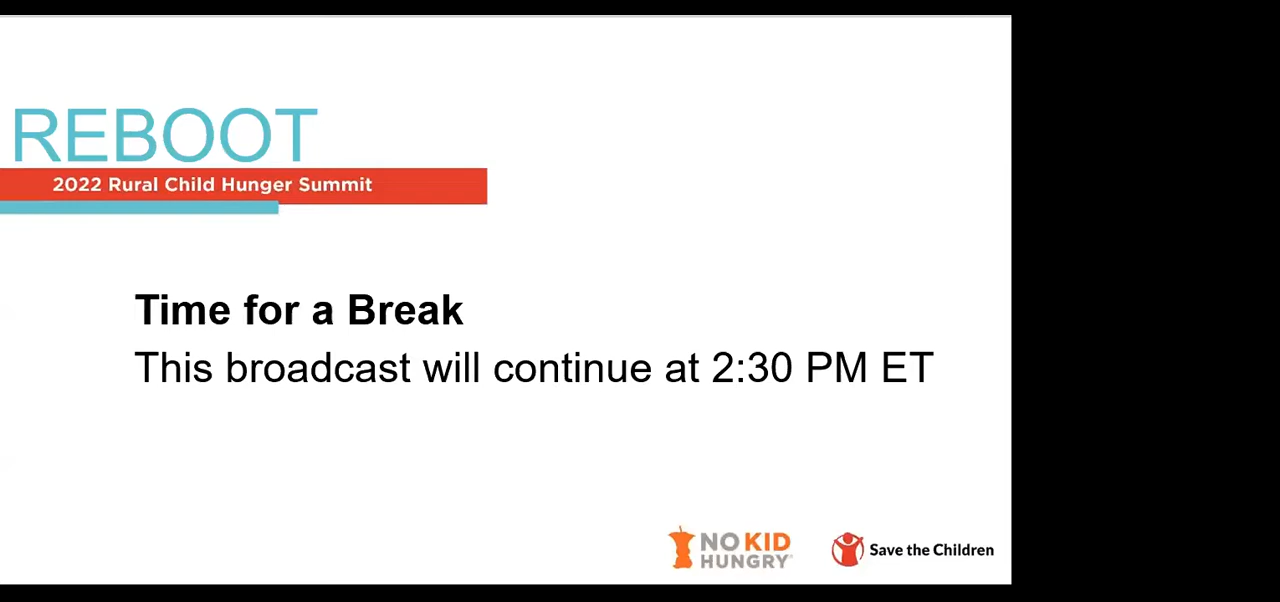 REBOOT
2022 Rural Child Hunger Summit
Time for a Break
This broadcast will continue at 2:30 PM ET
NO KID
HUNGRY
Save the Children